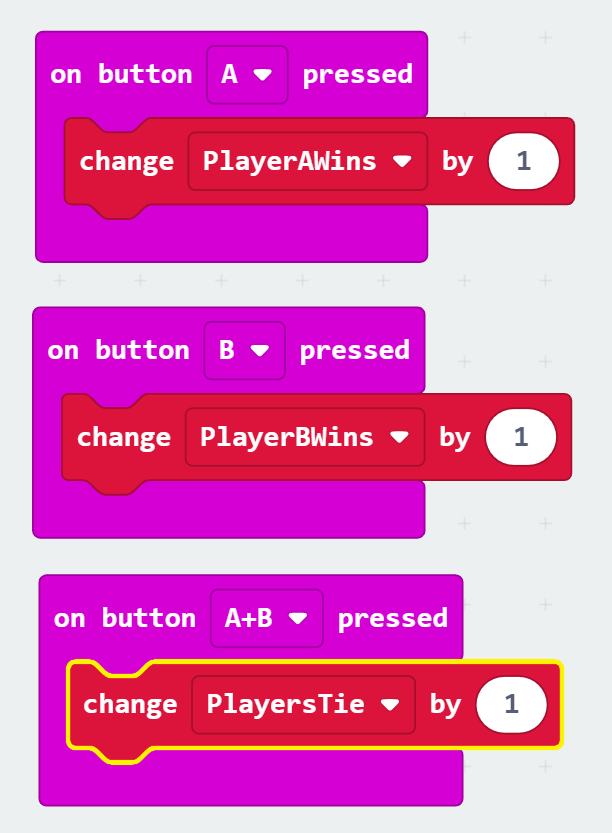 on button A pressed
change PlayerAWins by 1
on button B pressed
change PlayerBWins by 1
on button A+B pressed
change PlayersTie by 1